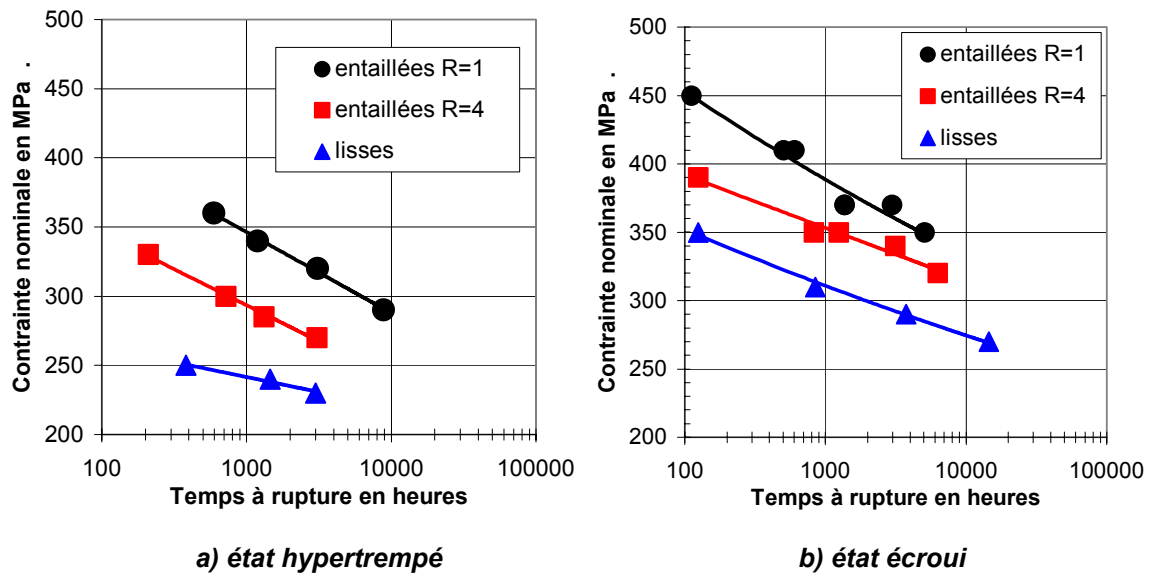 500
450
400
350
300
250
200
100
1000
10000
100000
Contrainte nominale en MPa .
Temps à rupture en heures
entaillées R=1
entaillées R=4
lisses
a) état hypertrempé
500
450
400
350
300
250
200
100
1000
10000
100000
Contrainte nominale en MPa .
Temps à rupture en heures
entaillées R=1
entaillées R=4
lisses
b) état écroui